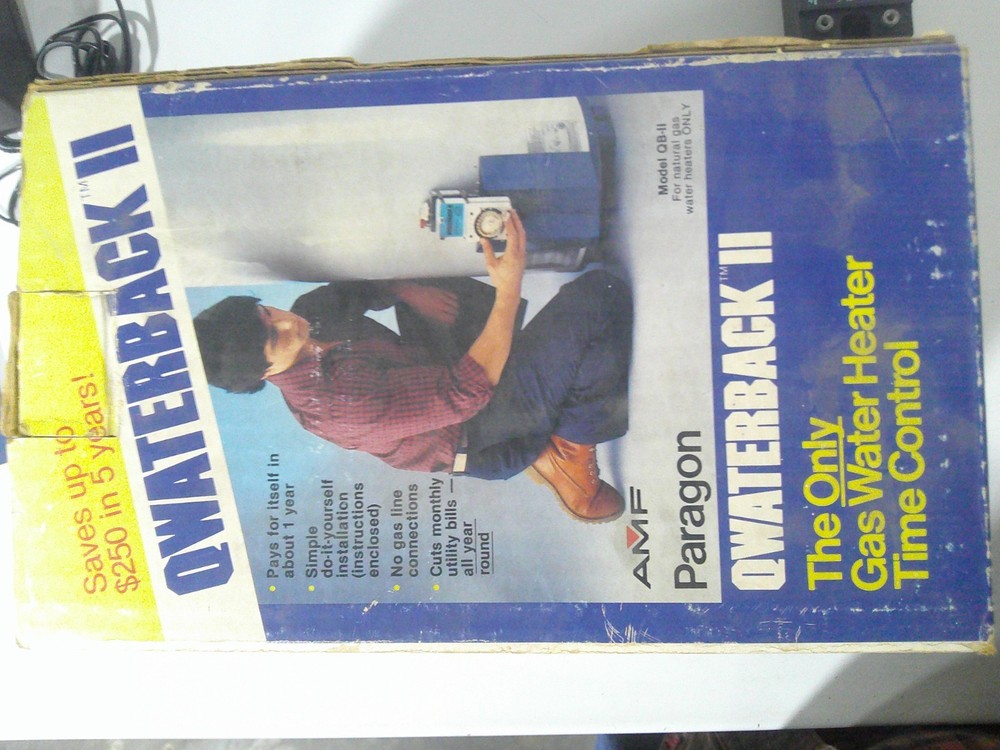 Saves up to
$250 in 5 years!
QWATERBACK™ II
• Pays for itself in
about 1 year
• Simple
do-it-yourself
installation
(instructions
enclosed)
• No gas line
connections
• Cuts monthly
utility bills —
all year
round
Model QB-II
For natural gas
water heaters ONLY
AMF
Paragon
QWATERBACK™ II
The Only
Gas Water Heater
Time Control